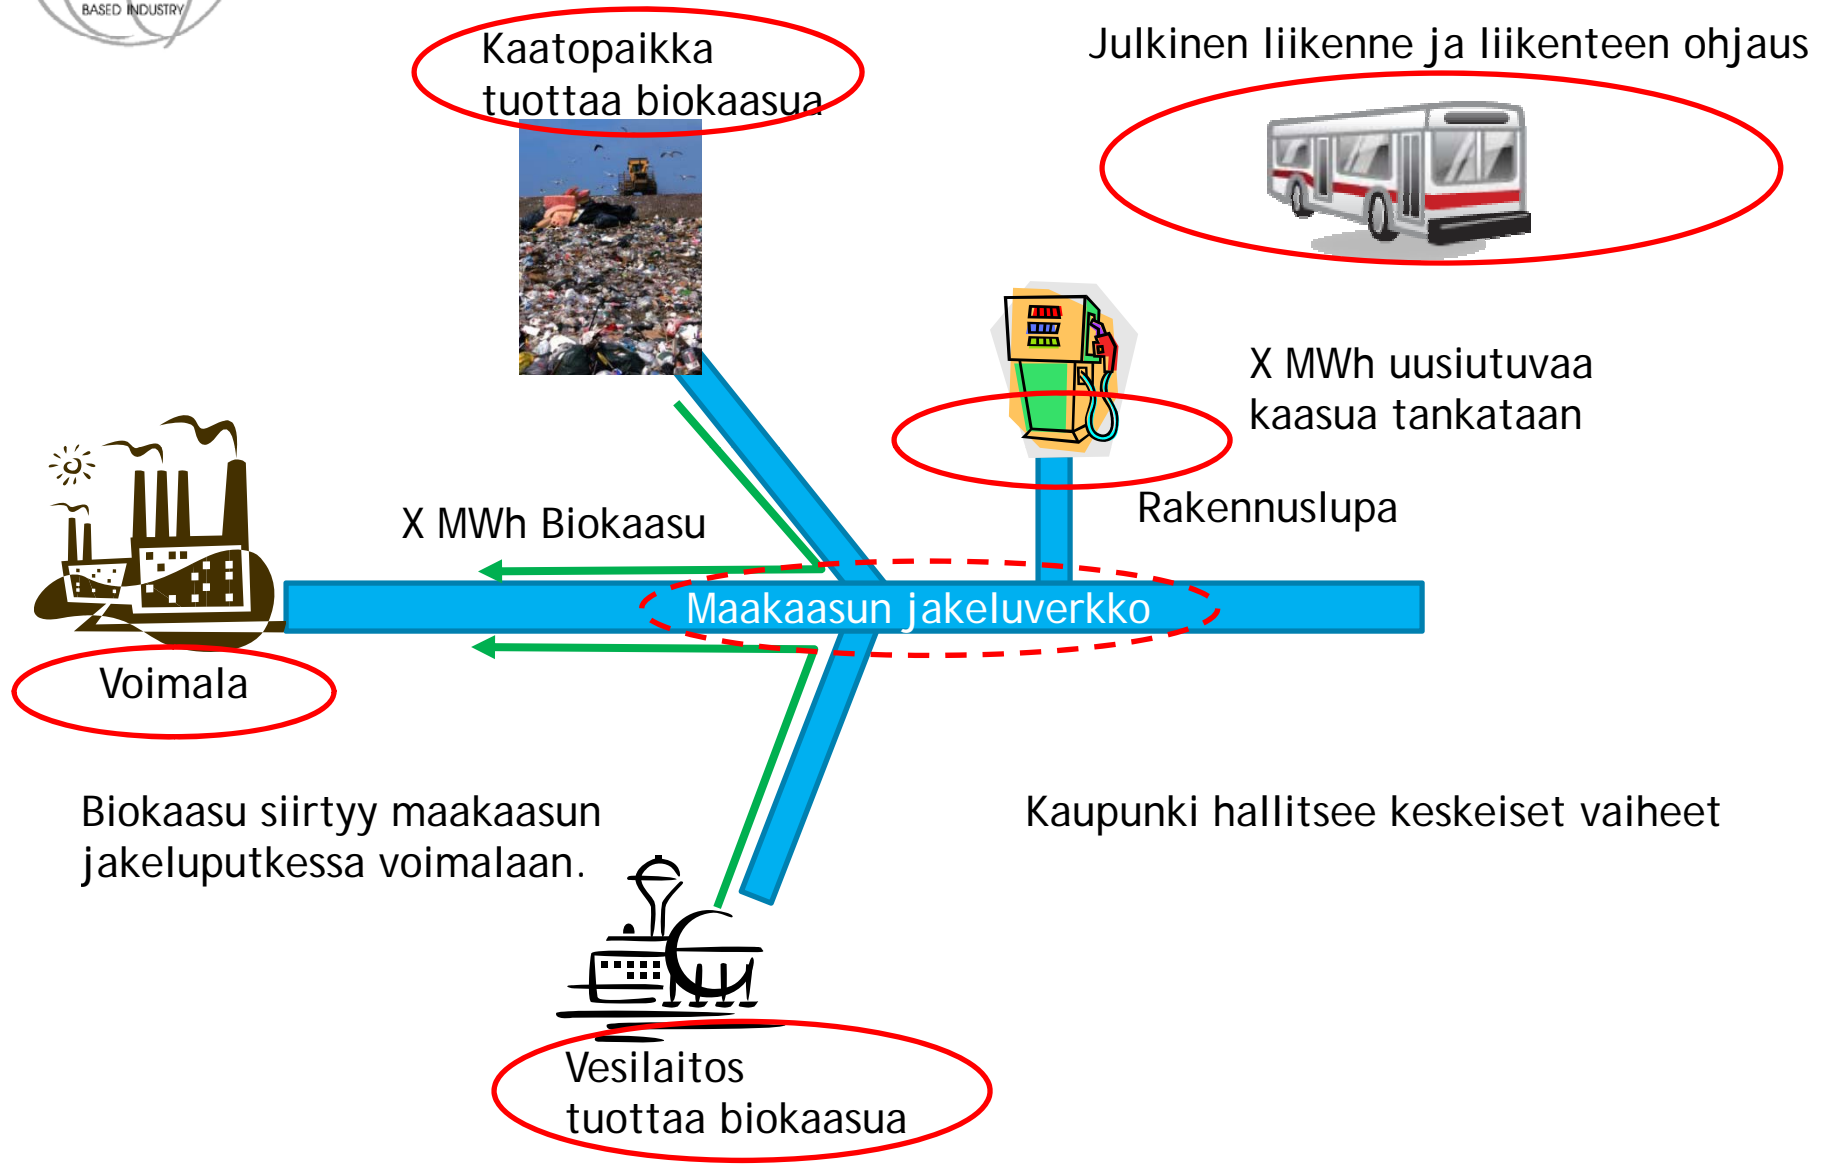 BASED INDUSTRY
Kaatopaikka
tuottaa biokaasua
Julkinen liikenne ja liikenteen ohjaus
X MWh uusiutuvaa
kaasua tankataan
Rakennuslupa
X MWh Biokaasu
Maakaasun jakeluverkko
Voimala
Biokaasu siirtyy maakaasun
jakeluputkessa voimalaan.
Kaupunki hallitsee keskeiset vaiheet
Vesilaitos
tuottaa biokaasua